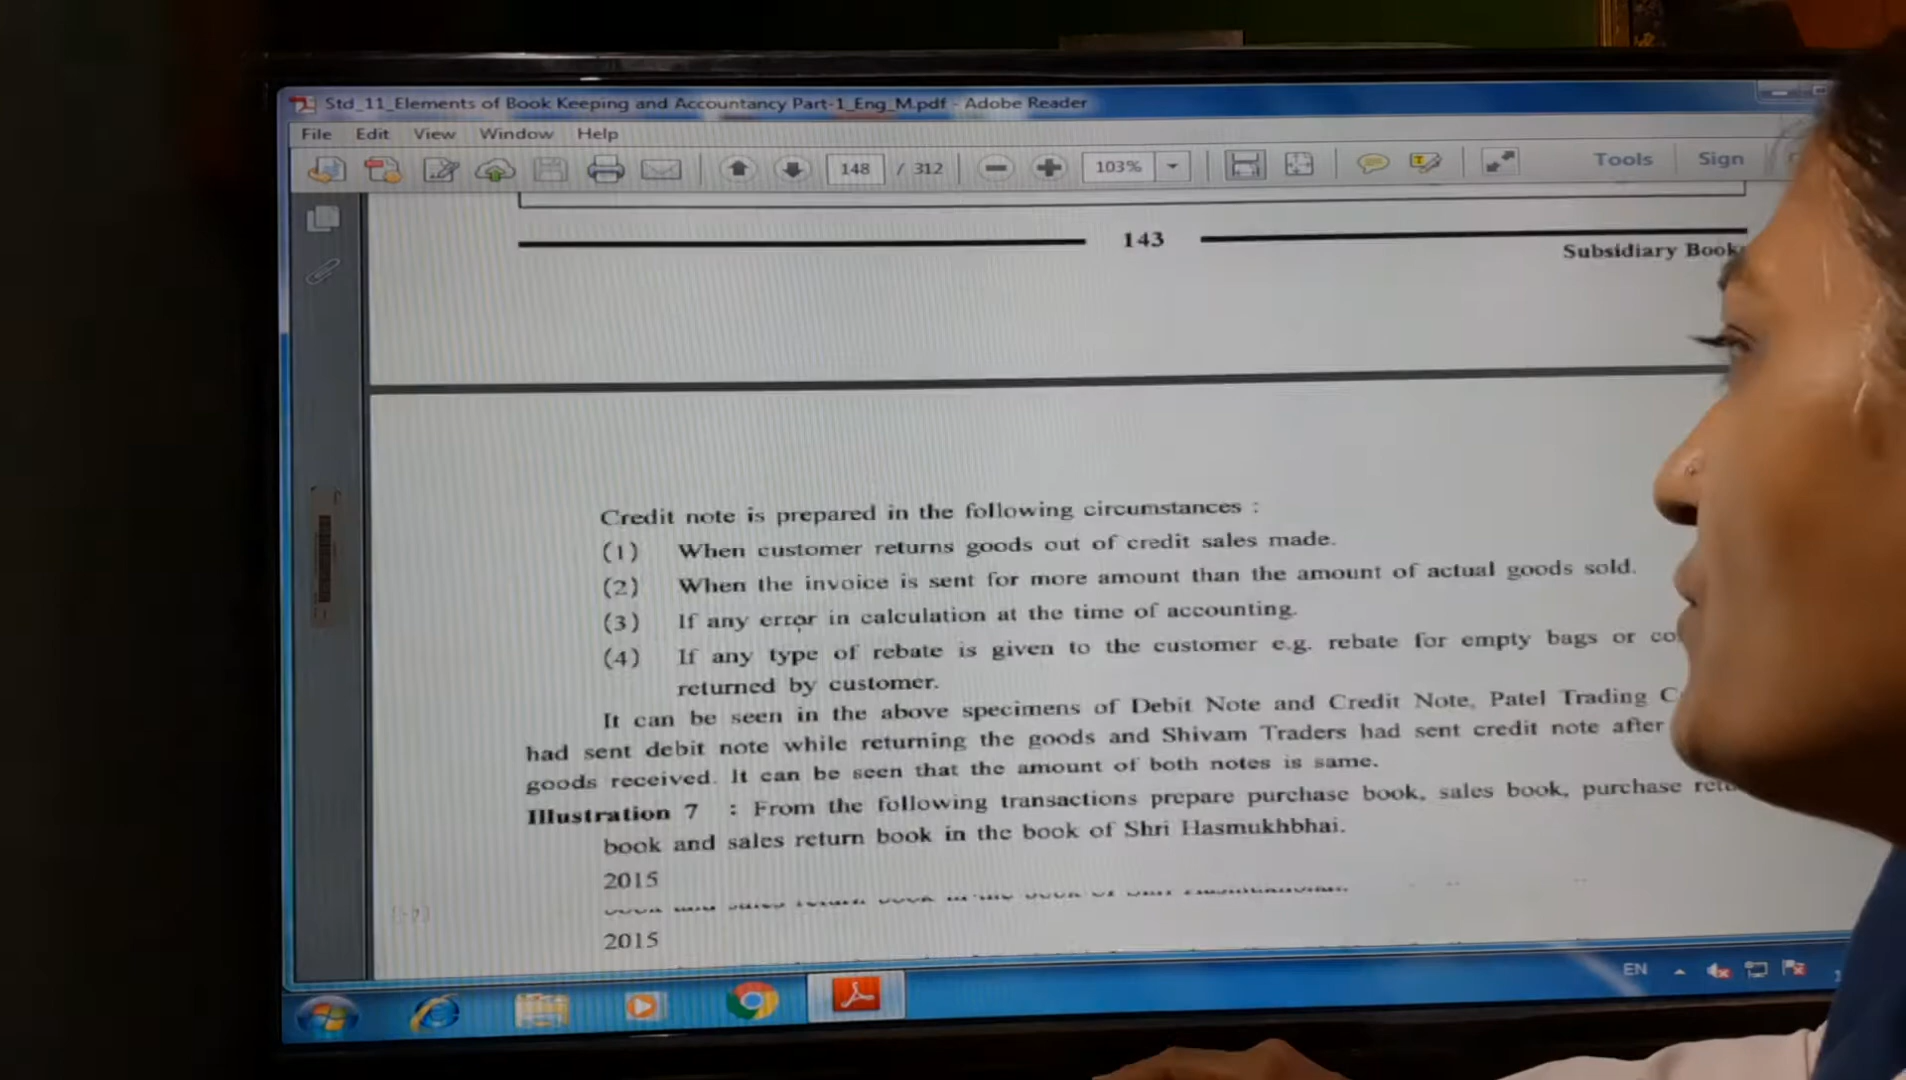 Std_11_Elements of Book Keeping and Accountancy Part-1_Eng_M.pdf - Adobe Reader
File Edit View Window Help
148 / 312 103% Tools Sign
143
Subsidiary Book
Credit note is prepared in the following circumstances :
(1) When customer returns goods out of credit sales made.
(2) When the invoice is sent for more amount than the amount of actual goods sold.
(3) If any error in calculation at the time of accounting.
(4) If any type of rebate is given to the customer e.g. rebate for empty bags or
returned by customer.
It can be seen in the above specimens of Debit Note and Credit Note, Patel Trading
had sent debit note while returning the goods and Shivam Traders had sent credit note after
goods received. It can be seen that the amount of both notes is same.
Illustration 7 : From the following transactions prepare purchase book, sales book, purchase
book and sales return book in the book of Shri Hasmukhbhai.
2015
2015
EN